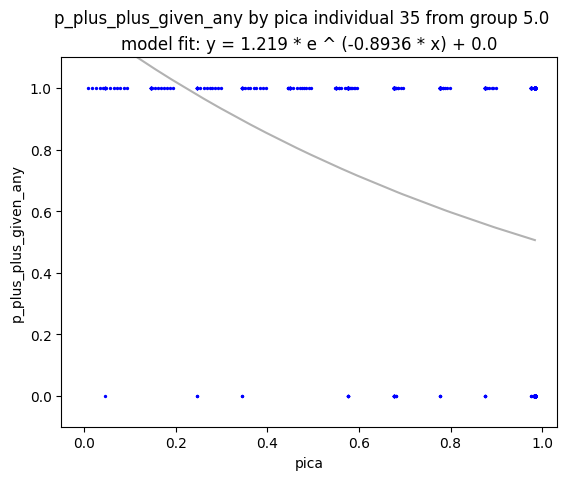 p_plus_plus_given_any by pica individual 35 from group 5.0
model fit: y = 1.219 * e ^ (-0.8936 * x) + 0.0
1.0
0.8
0.6
0.4
0.2
0.0
p_plus_plus_given_any
0.0 0.2 0.4 0.6 0.8 1.0
pica